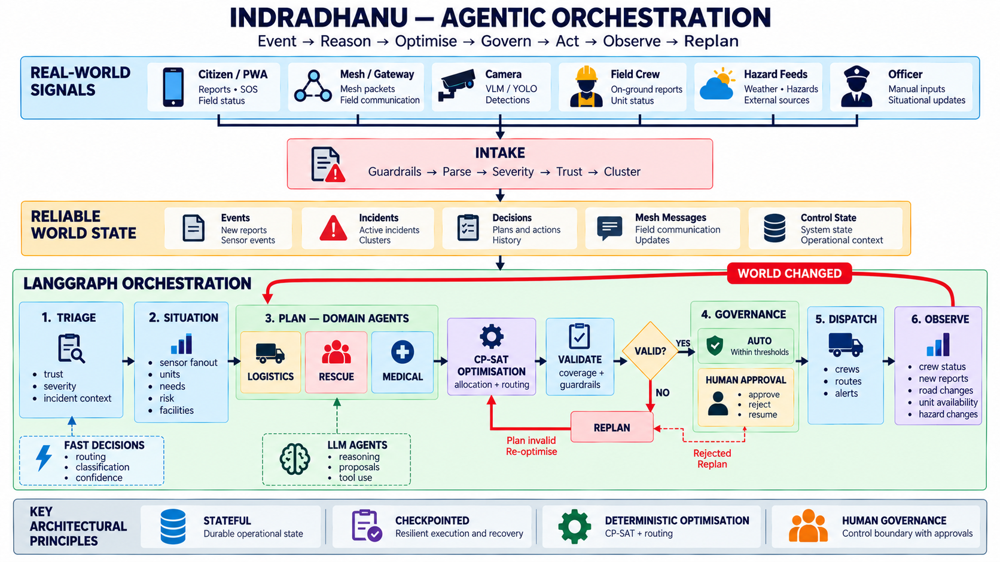 INDRADHANU — AGENTIC ORCHESTRATION
Event → Reason → Optimise → Govern → Act → Observe → Replan
REAL-WORLD
SIGNALS
Citizen / PWA
Reports • SOS
Field status
Mesh / Gateway
Mesh packets
Field communication
Camera
VLM / YOLO
Detections
Field Crew
On-ground reports
Unit status
Hazard Feeds
Weather • Hazards
External sources
Officer
Manual inputs
Situational updates
INTAKE
Guardrails → Parse → Severity → Trust → Cluster
RELIABLE
WORLD STATE
Events
New reports
Sensor events
Incidents
Active incidents
Clusters
Decisions
Plans and actions
History
Mesh Messages
Field communication
Updates
Control State
System state
Operational context
LANGGRAPH ORCHESTRATION
WORLD CHANGED
1. TRIAGE
• trust
• severity
• incident context
2. SITUATION
• sensor fanout
• units
• needs
• risk
• facilities
3. PLAN — DOMAIN AGENTS
LOGISTICS
RESCUE
MEDICAL
CP-SAT
OPTIMISATION
allocation + routing
VALIDATE
coverage +
guardrails
VALID?
YES
NO
4. GOVERNANCE
AUTO
Within thresholds
HUMAN APPROVAL
• approve
• reject
• resume
5. DISPATCH
• crews
• routes
• alerts
6. OBSERVE
• crew status
• new reports
• road changes
• unit availability
• hazard changes
FAST DECISIONS
• routing
• classification
• confidence
LLM AGENTS
• reasoning
• proposals
• tool use
REPLAN
Plan invalid
Re-optimise
Rejected
Replan
KEY
ARCHITECTURAL
PRINCIPLES
STATEFUL
Durable operational state
CHECKPOINTED
Resilient execution and recovery
DETERMINISTIC OPTIMISATION
CP-SAT + routing
HUMAN GOVERNANCE
Control boundary with approvals